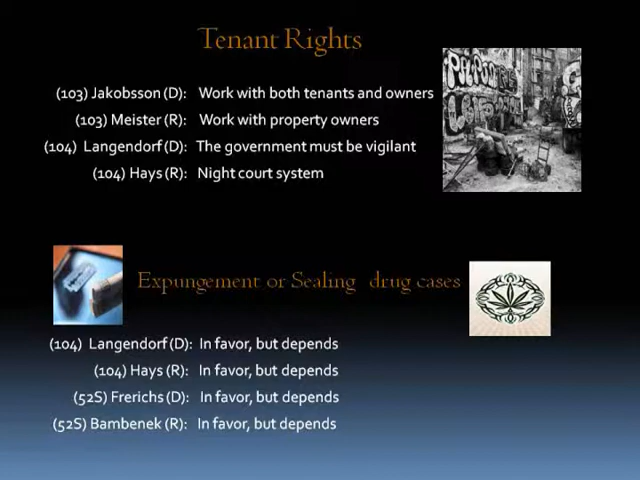 Tenant Rights
(103) Jakobsson (D): Work with both tenants and owners
(103) Meister (R): Work with property owners
(104) Langendorf (D): The government must be vigilant
(104) Hays (R): Night court system
Expungement or Sealing drug cases
(104) Langendorf (D): In favor, but depends
(104) Hays (R): In favor, but depends
(52S) Frerichs (D): In favor, but depends
(52S) Bambenek (R): In favor, but depends